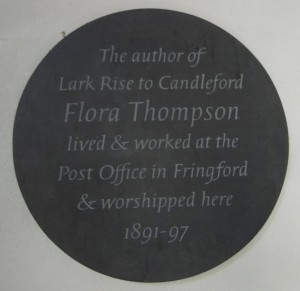 The author of
Lark Rise to Candleford
Flora Thompson
lived & worked at the
Post Office in Fringford
& worshipped here
1891-97